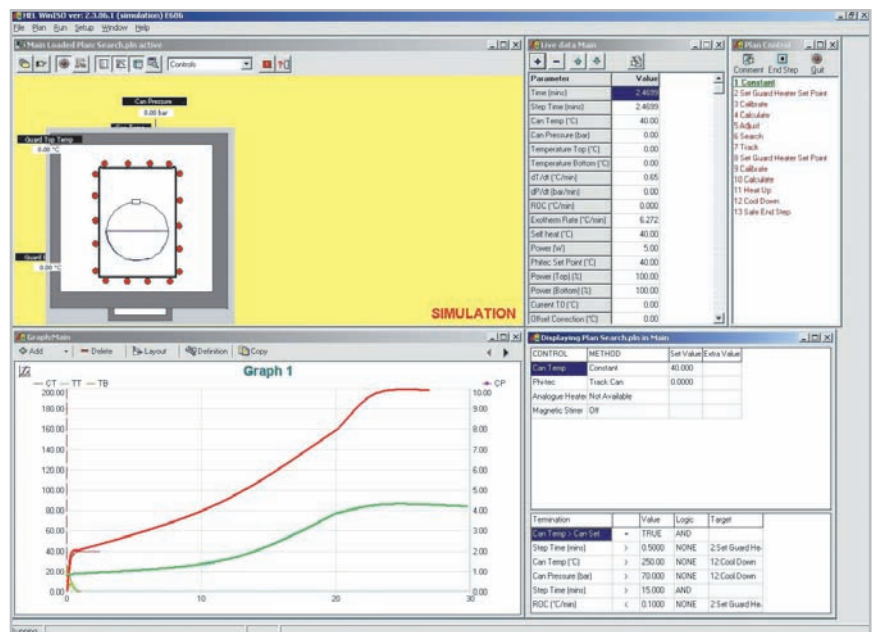 HEL WinISO ver: 2.3.86.1 (simulation) E686
File Plan Run Setup Window Help
Main Loaded Plan: Search.pln active
Controls
Can Pressure
0.00 bar
Guard Top Temp
0.00 °C
0.00 °C
SIMULATION
Live data Main
Parameter Value
Time (mins) 2.4699
Step Time (mins) 2.4699
Can Temp (°C) 40.00
Can Pressure (bar) 0.00
Temperature Top (°C) 0.00
Temperature Bottom (°C) 0.00
dT/dt (°C/min) 0.65
dP/dt (bar/min) 0.00
ROC (°C/min) 0.000
Exotherm Rate (°C/min) 6.272
Self heat (°C) 40.00
Power (W) 5.00
Phitec Set Point (°C) 40.00
Power (Top) (%) 100.00
Power (Bottom) (%) 100.00
Current T0 (°C) 0.00
Offset Correction (°C) 0.00
Plan Control
Comment End Step Quit
1 Constant
2 Set Guard Heater Set Point
3 Calibrate
4 Calculate
5 Adjust
6 Search
7 Track
8 Set Guard Heater Set Point
9 Calibrate
10 Calculate
11 Heat Up
12 Cool Down
13 Safe End Step
Graph:Main
Add Delete Layout Definition Copy
Graph 1
CT TT TB CP
200.00 10.00
180.00 9.00
160.00 8.00
140.00 7.00
120.00 6.00
100.00 5.00
80.00 4.00
60.00 3.00
40.00 2.00
20.00 1.00
0.00 0.00
0 10 20 30
Displaying Plan Search.pln in Main
CONTROL METHOD Set Value Extra Value
Can Temp Constant 40.000
Phi-tec Track Can 0.0000
Analogue Heater Not Available
Magnetic Stirrer Off
Termination Value Logic Target
Can Temp > Can Set = TRUE AND
Step Time (mins) > 0.5000 NONE 2:Set Guard He
Can Temp (°C) > 250.00 NONE 12:Cool Down
Can Pressure (bar) > 70.000 NONE 12:Cool Down
Step Time (mins) > 15.000 AND
ROC (°C/min) < 0.1000 NONE 2:Set Guard He